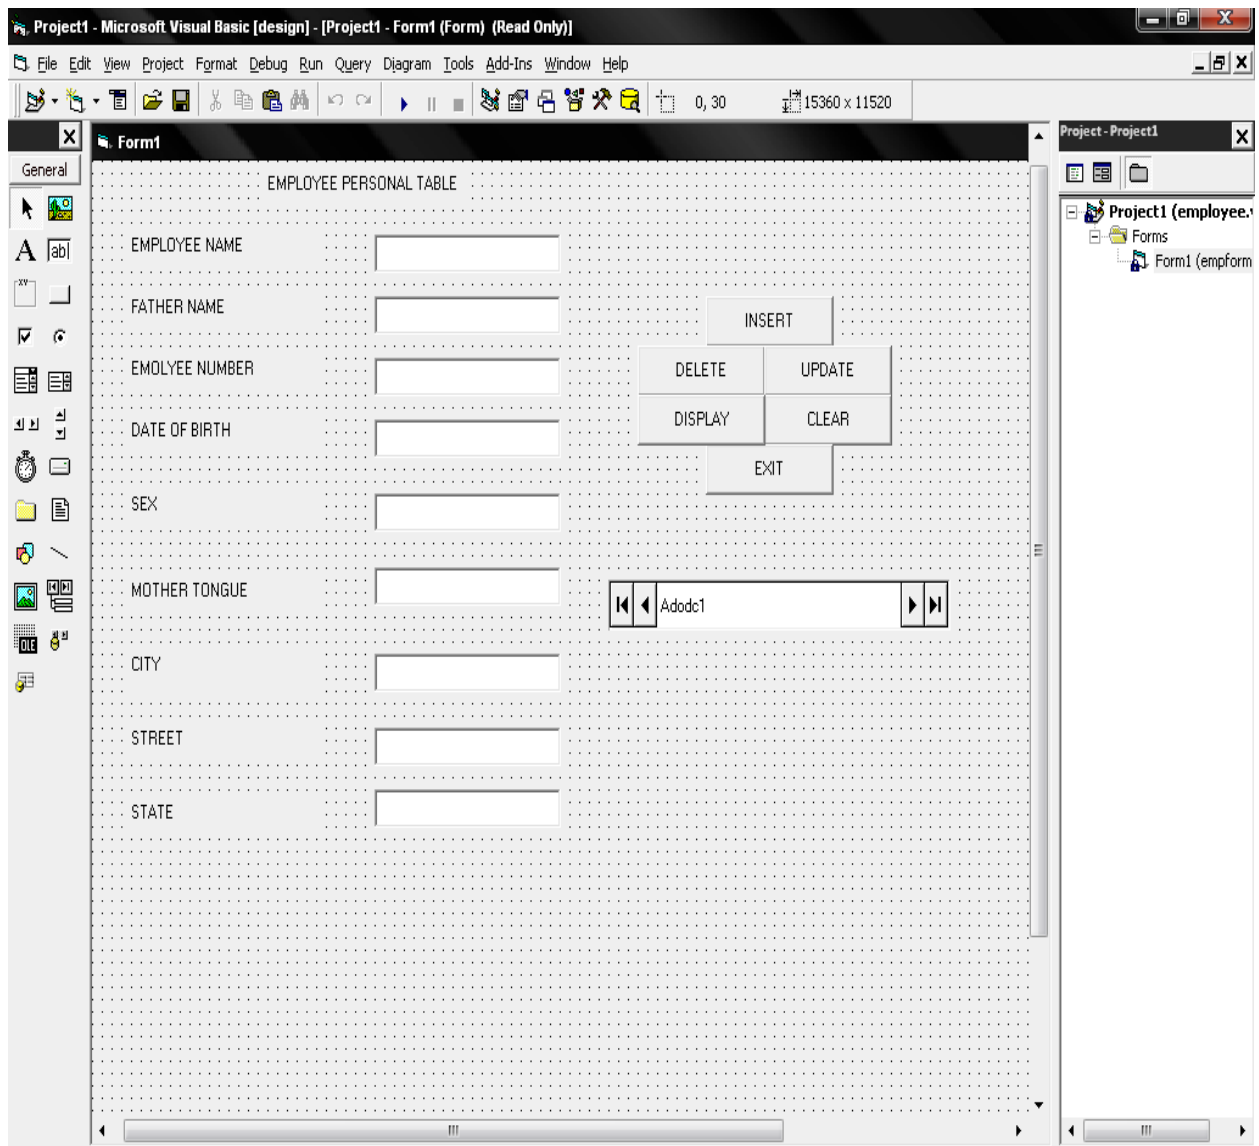 Project1 - Microsoft Visual Basic [design] - [Project1 - Form1 (Form) (Read Only)]
File Edit View Project Format Debug Run Query Diagram Tools Add-Ins Window Help
0, 30 15360 x 11520
General
Form1
EMPLOYEE PERSONAL TABLE
EMPLOYEE NAME
FATHER NAME
EMOLYEE NUMBER
DATE OF BIRTH
SEX
MOTHER TONGUE
CITY
STREET
STATE
INSERT
DELETE UPDATE
DISPLAY CLEAR
EXIT
Adodc1
A ab|
XV
OLE
Project - Project1
Project1 (employee.v
Forms
Form1 (empform